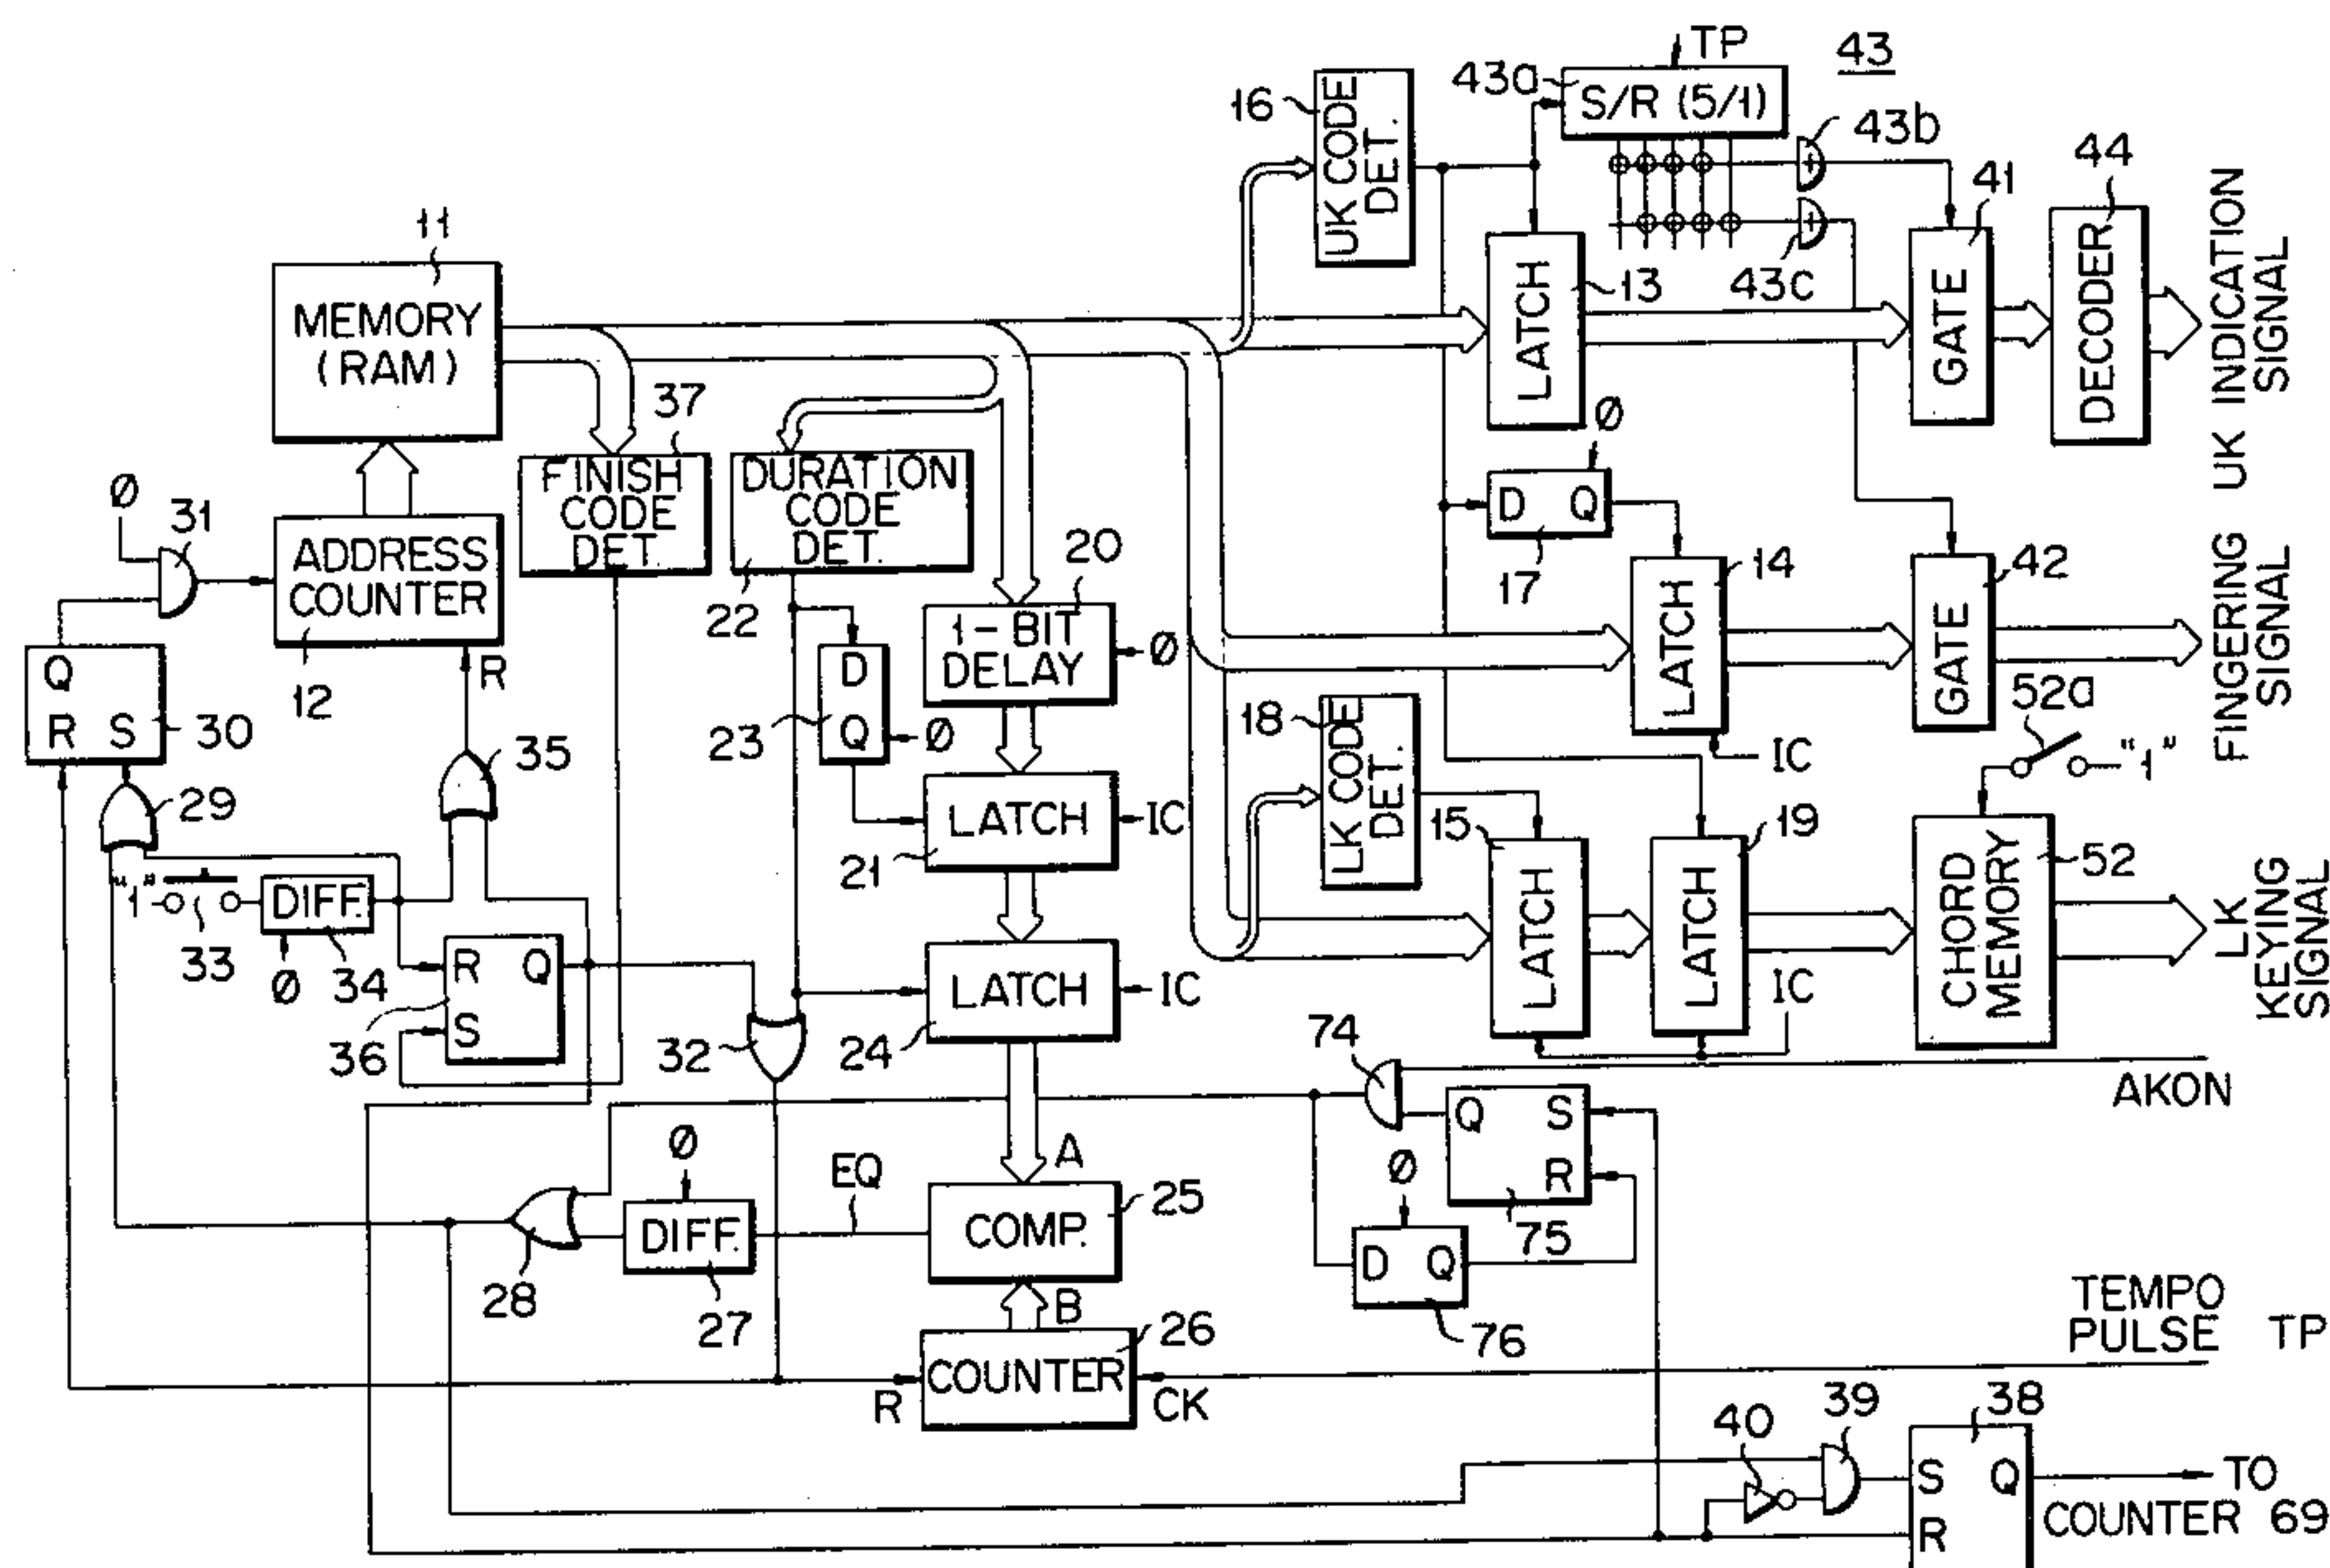 TP
43
43a
S/R (5/1)
43b
16
UK CODE
DET.
44
41
11
MEMORY
(RAM)
LATCH
13
43c
GATE
DECODER
UK INDICATION
SIGNAL
37
Ø
Ø
31
FINISH
CODE
DET.
DURATION
CODE
DET.
D Q
17
ADDRESS
COUNTER
12
R
22
20
1-BIT
DELAY
Ø
LATCH
14
IC
42
GATE
FINGERING
SIGNAL
Q
R S
30
D
Q
23
Ø
18
LK CODE
DET.
52a
"1"
35
29
LATCH
21
IC
15
LATCH
19
LATCH
IC
CHORD
MEMORY
52
LK
KEYING
SIGNAL
"1"
33
DIFF.
Ø
34
R Q
S
36
LATCH
24
IC
32
74
AKON
Q S
R
75
Ø
EQ
A
Ø
28
DIFF.
27
COMP.
25
B
D Q
76
TEMPO
PULSE TP
26
R
COUNTER
CK
40
39
38
S Q
R
TO
COUNTER 69